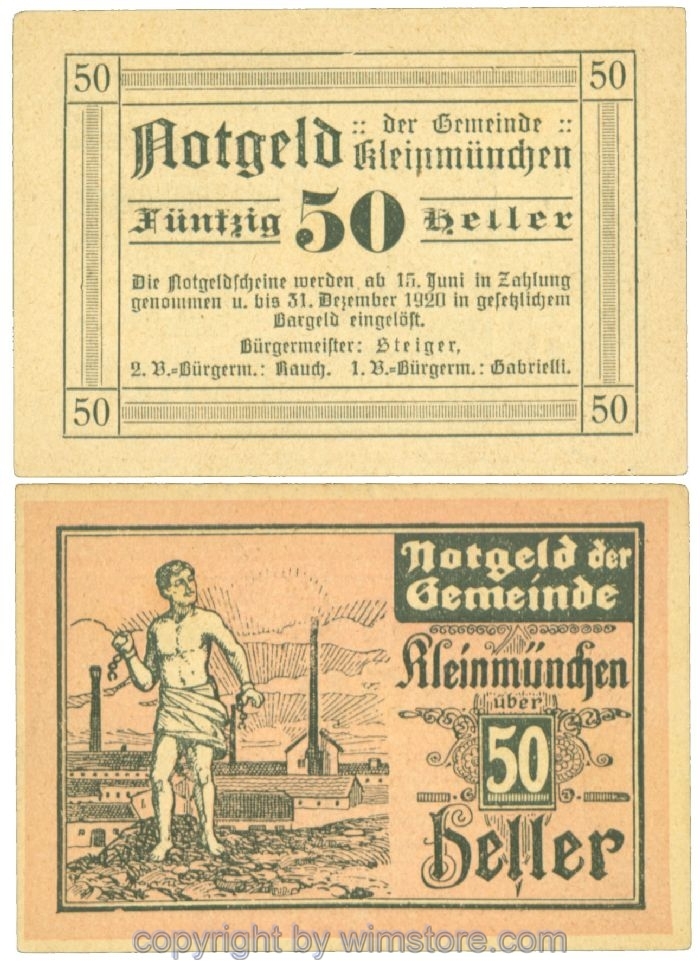 50 50
Notgeld :: der Gemeinde ::
Kleinmünchen
Fünfzig 50 Heller
Die Notgeldscheine werden ab 15. Juni in Zahlung
genommen u. bis 31. Dezember 1920 in gesetzlichem
Bargeld eingelöst.
Bürgermeister: Steiger,
2. V.=Bürgerm.: Rauch. 1. V.=Bürgerm.: Gabrielli.
50 50
Notgeld der
Gemeinde
Kleinmünchen
über
50
Heller
copyright by wimstore.com